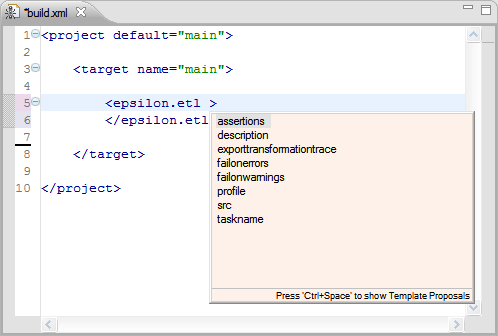 *build.xml
1 <project default="main">
2
3 <target name="main">
4
5 <epsilon.etl >
6 </epsilon.etl
7
8 </target>
9
10 </project>
assertions
description
exporttransformationtrace
failonerrors
failonwarnings
profile
src
taskname
Press 'Ctrl+Space' to show Template Proposals